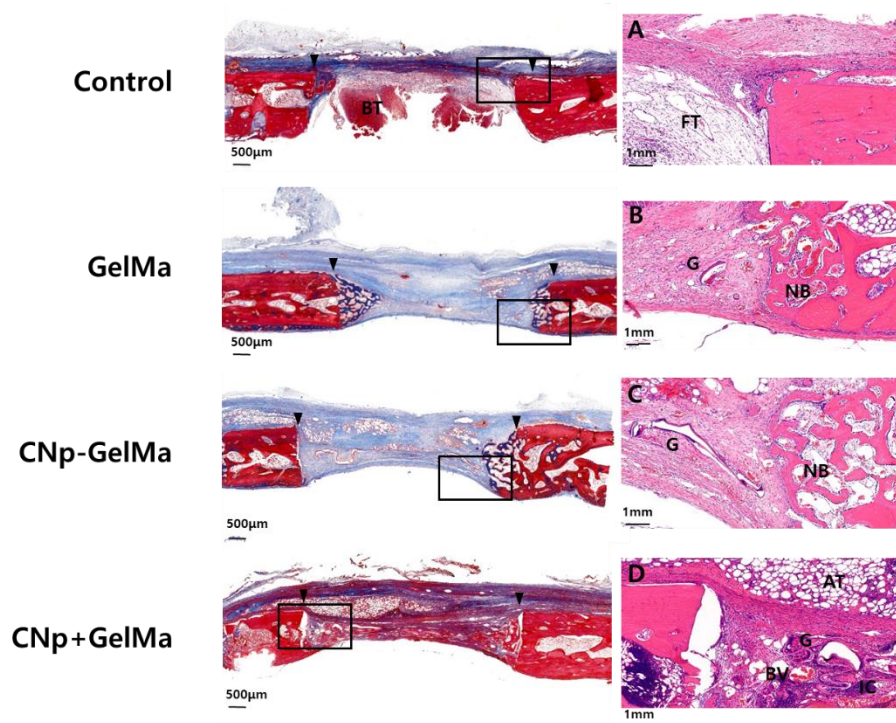 Control
BT
500μm
A
FT
1mm
GelMa
500μm
B
G
NB
1mm
CNp-GelMa
500μm
C
G
NB
1mm
CNp+GelMa
500μm
D
AT
G
BV
IC
1mm